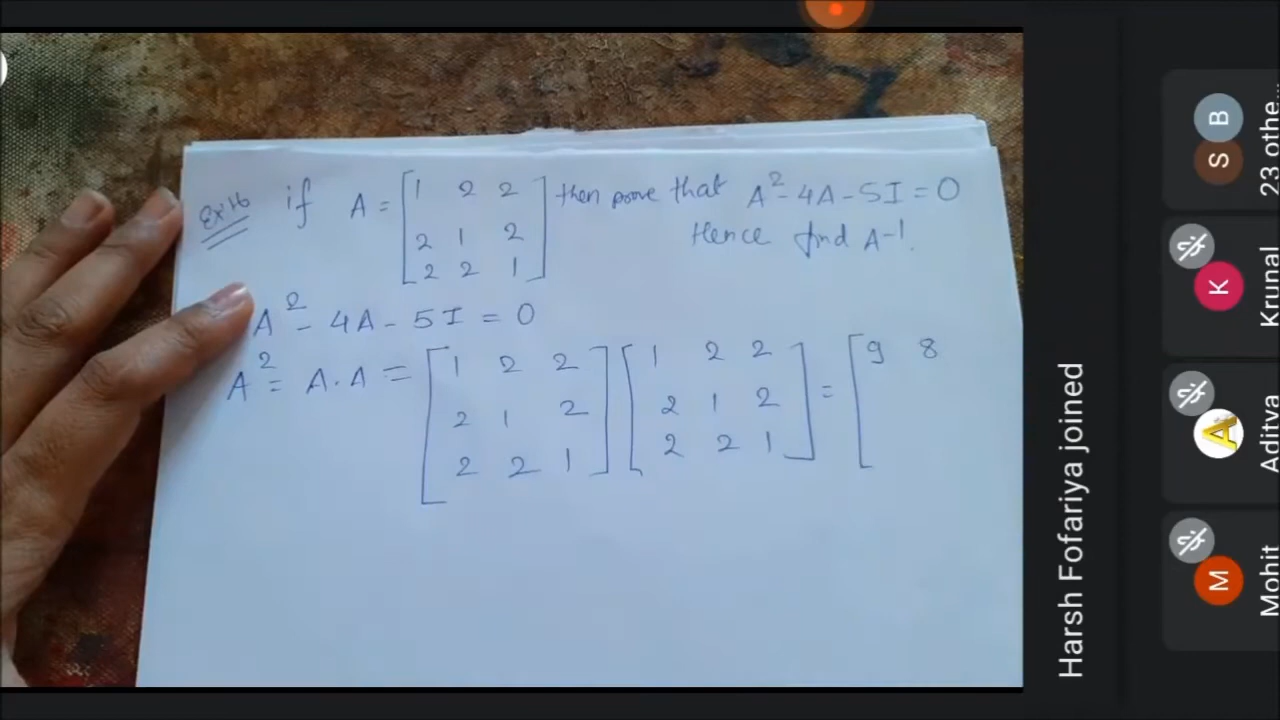 Ex:16 if A = [1 2 2 then prove that A²-4A-5I=0
2 1 2 Hence find A-1.
2 2 1]
A²-4A-5I=0
A²= A.A = [1 2 2 [1 2 2 = [9 8
2 1 2 2 1 2
2 2 1] 2 2 1]
Harsh Fofariya joined
S B
23 othe...
K
Krunal
A
Aditya
M
Mohit